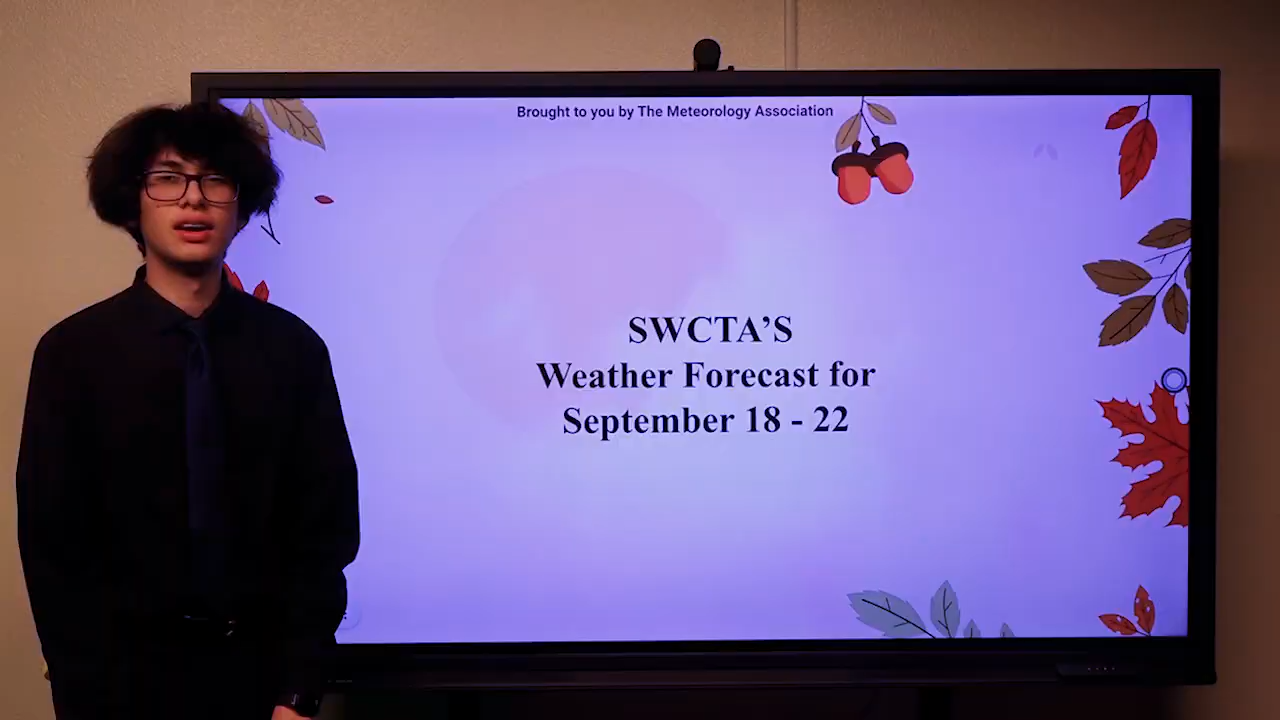 Brought to you by The Meteorology Association
SWCTA’S
Weather Forecast for
September 18 - 22